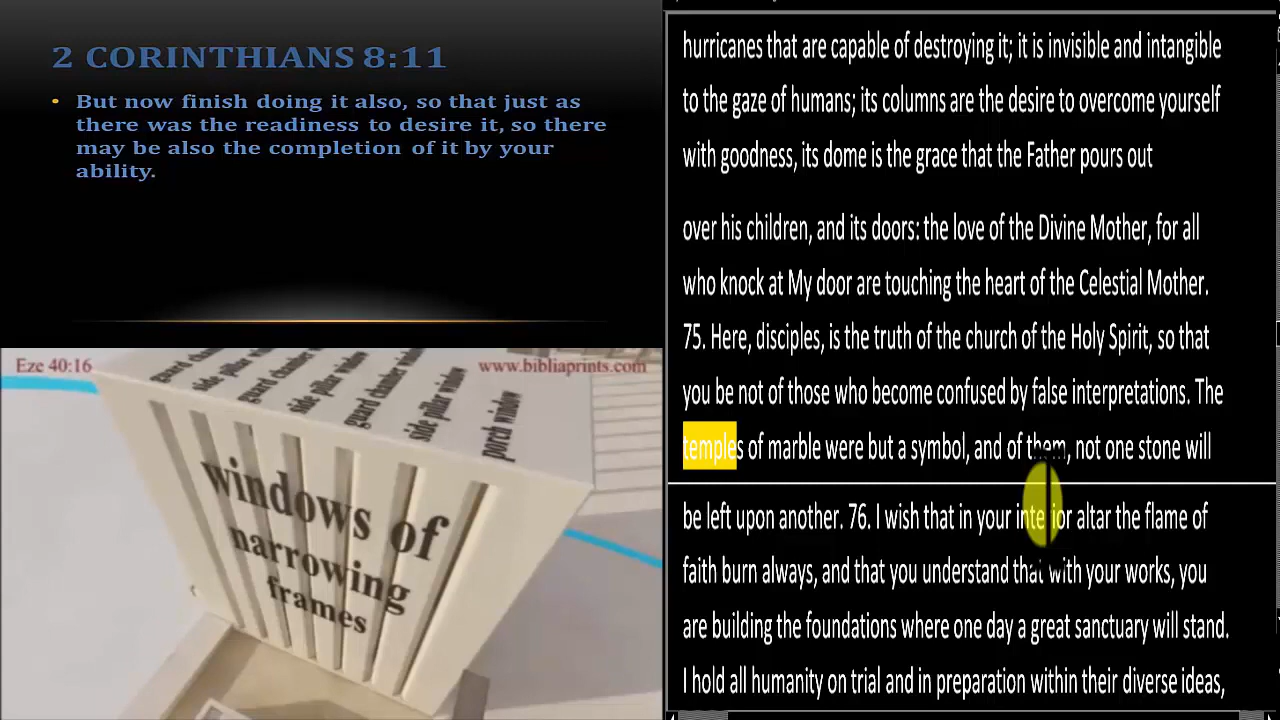 2 CORINTHIANS 8:11
• But now finish doing it also, so that just as
there was the readiness to desire it, so there
may be also the completion of it by your
ability.
Eze 40:16
www.bibliaprints.com
guard chamber window
side pillar window
porch window
windows of
narrowing
frames
hurricanes that are capable of destroying it; it is invisible and intangible
to the gaze of humans; its columns are the desire to overcome yourself
with goodness, its dome is the grace that the Father pours out
over his children, and its doors: the love of the Divine Mother, for all
who knock at My door are touching the heart of the Celestial Mother.
75. Here, disciples, is the truth of the church of the Holy Spirit, so that
you be not of those who become confused by false interpretations. The
temples of marble were but a symbol, and of them, not one stone will
be left upon another. 76. I wish that in your interior altar the flame of
faith burn always, and that you understand that with your works, you
are building the foundations where one day a great sanctuary will stand.
I hold all humanity on trial and in preparation within their diverse ideas,